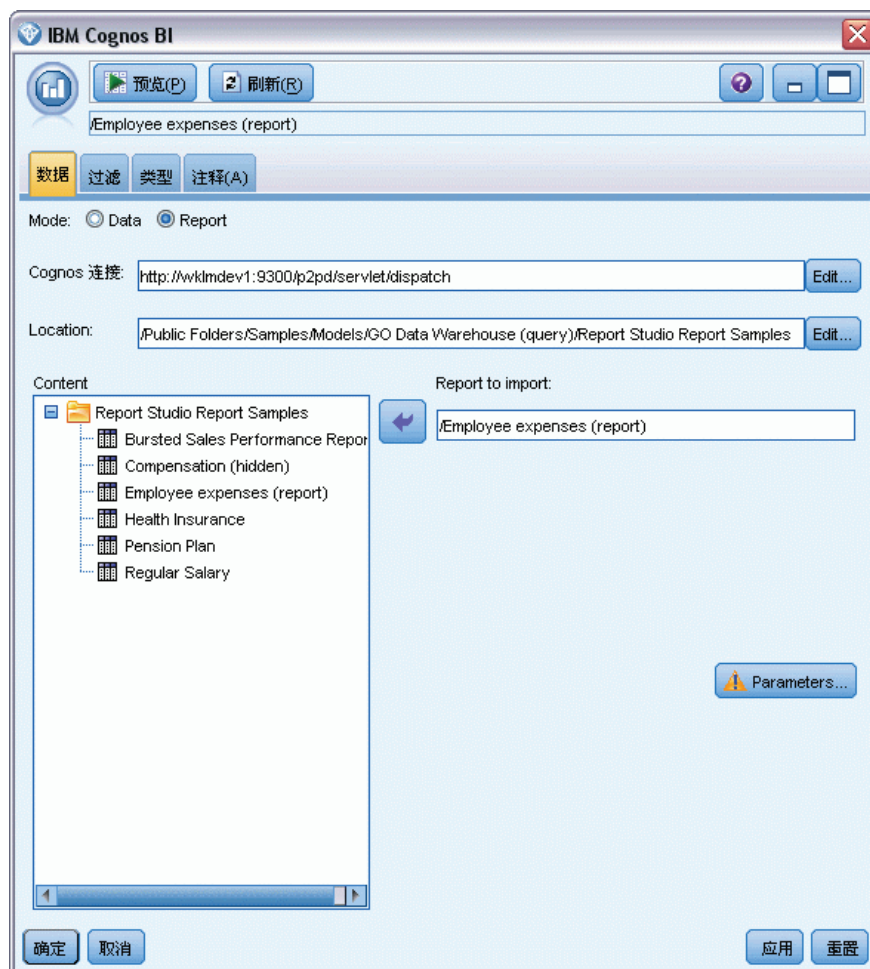 IBM Cognos BI
预览(P) 刷新(R)
/Employee expenses (report)
数据 过滤 类型 注释(A)
Mode: Data Report
Cognos 连接: http://wklmdev1:9300/p2pd/servlet/dispatch Edit...
Location: /Public Folders/Samples/Models/GO Data Warehouse (query)/Report Studio Report Samples Edit...
Content Report to import:
Report Studio Report Samples
/Employee expenses (report)
Bursted Sales Performance Repor
Compensation (hidden)
Employee expenses (report)
Health Insurance
Pension Plan
Regular Salary
Parameters...
确定 取消 应用 重置